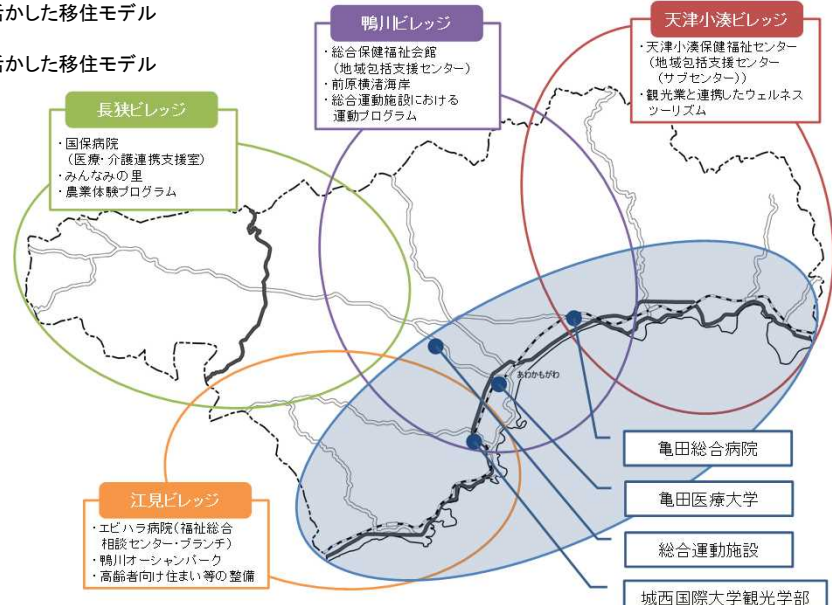 活かした移住モデル
活かした移住モデル
鴨川ビレッジ
・総合保健福祉会館
（地域包括支援センター）
・前原横渚海岸
・総合運動施設における
運動プログラム
天津小湊ビレッジ
・天津小湊保健福祉センター
（地域包括支援センター
（サブセンター））
・観光業と連携したウェルネス
ツーリズム
長狭ビレッジ
・国保病院
（医療・介護連携支援室）
・みんなみの里
・農業体験プログラム
あわかもがわ
江見ビレッジ
・エビハラ病院（福祉総合
相談センター・ブランチ）
・鴨川オーシャンパーク
・高齢者向け住まい等の整備
亀田総合病院
亀田医療大学
総合運動施設
城西国際大学観光学部